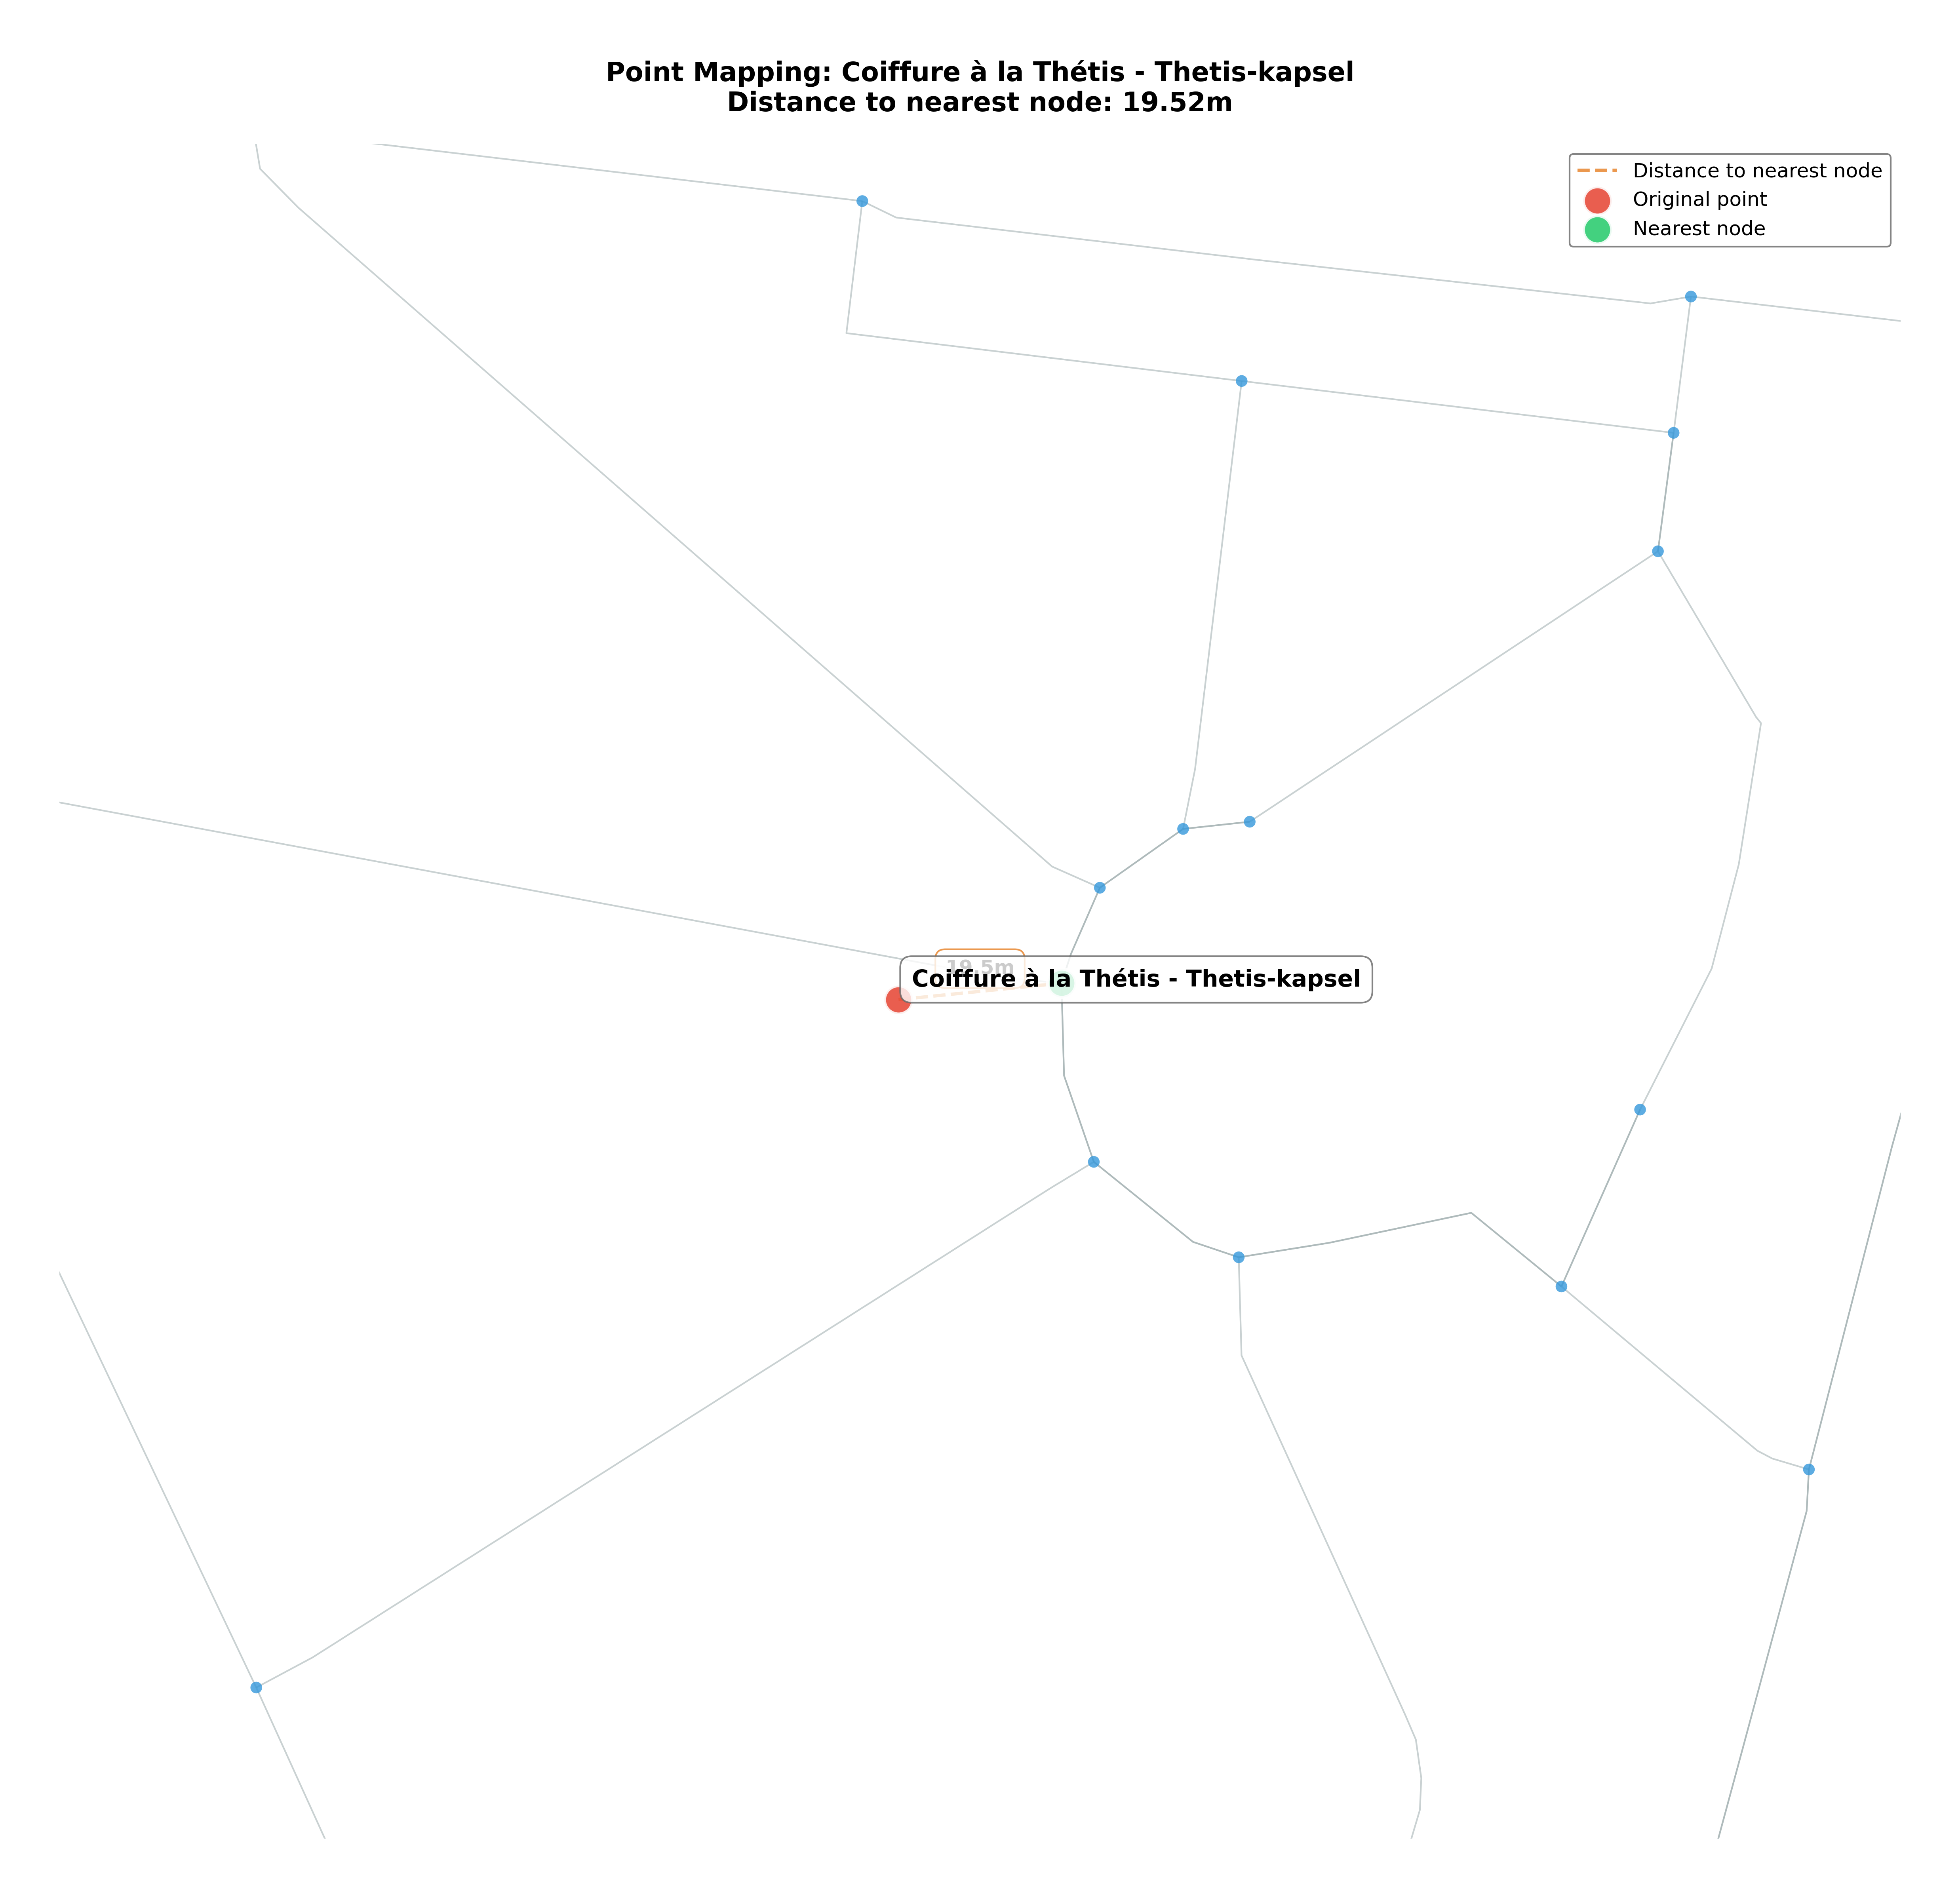 Point Mapping: Coiffure à la Thétis - Thetis-kapsel
Distance to nearest node: 19.52m
Distance to nearest node
Original point
Nearest node
19.5m
Coiffure à la Thétis - Thetis-kapsel